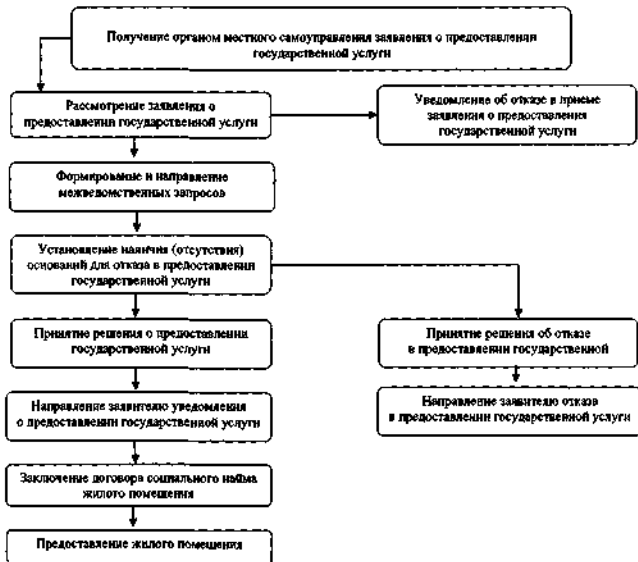 Получение органом местного самоуправления заявления о предоставлении
государственной услуги
Рассмотрение заявления о
предоставлении государственной услуги
Уведомление об отказе в приеме
заявления о предоставления
государственной услуги
Формирование и направление
межведомственных запросов
Установление наличия (отсутствия)
оснований для отказа в предоставлении
государственной услуги
Принятие решения о предоставлении
государственной услуги
Принятие решения об отказе
в предоставлении государственной
Направление заявителю уведомления
о предоставлении государственной услуги
Направление заявителю отказа
в предоставлении государственной услуги
Заключение договора социального найма
жилого помещения
Предоставление жилого помещения